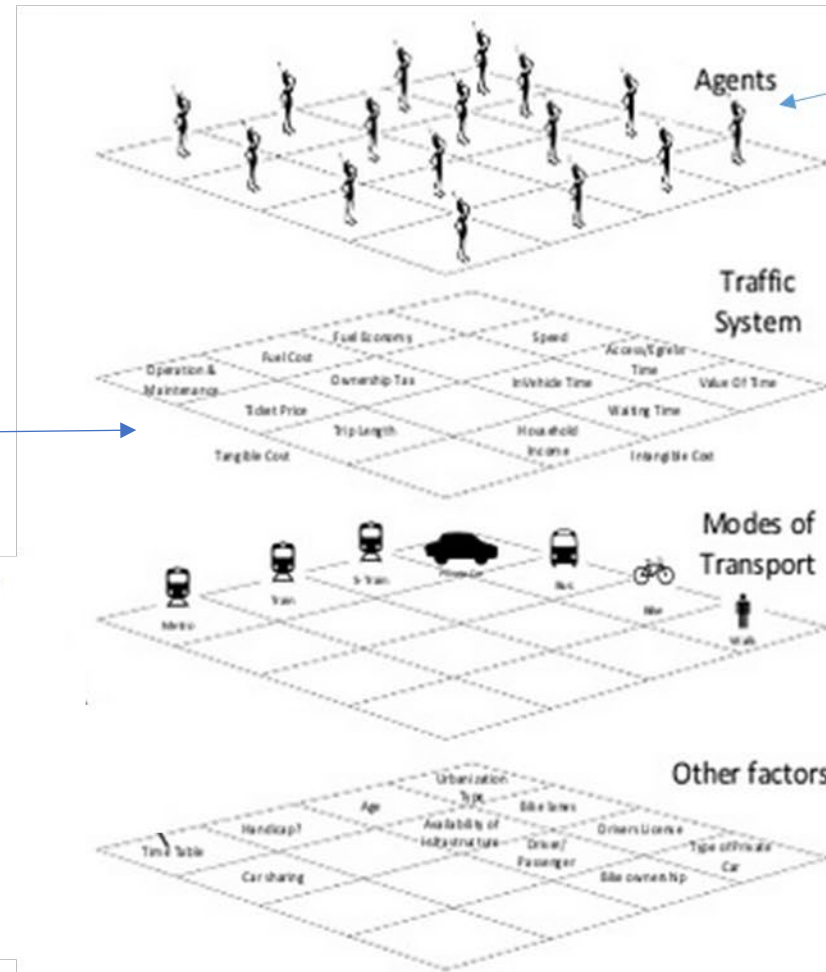 Agents
Traffic
System
Fuel Economy
Speed
Fuel Cost
Access/Egress
Time
Operation &
Maintenance
Ownership Tax
InVehicle Time
Value Of Time
Ticket Price
Waiting Time
Trip Length
Household
Income
Tangible Cost
Intangible Cost
Modes of
Transport
S-Train
Private Car
Bus
Train
Bike
Metro
Walk
Other factors
Urbanization
Type
Age
Bike lanes
Handicap?
Availability of
Infrastructure
Drivers License
Time Table
Driver/
Passenger
Type of Private
Car
Car sharing
Bike ownership